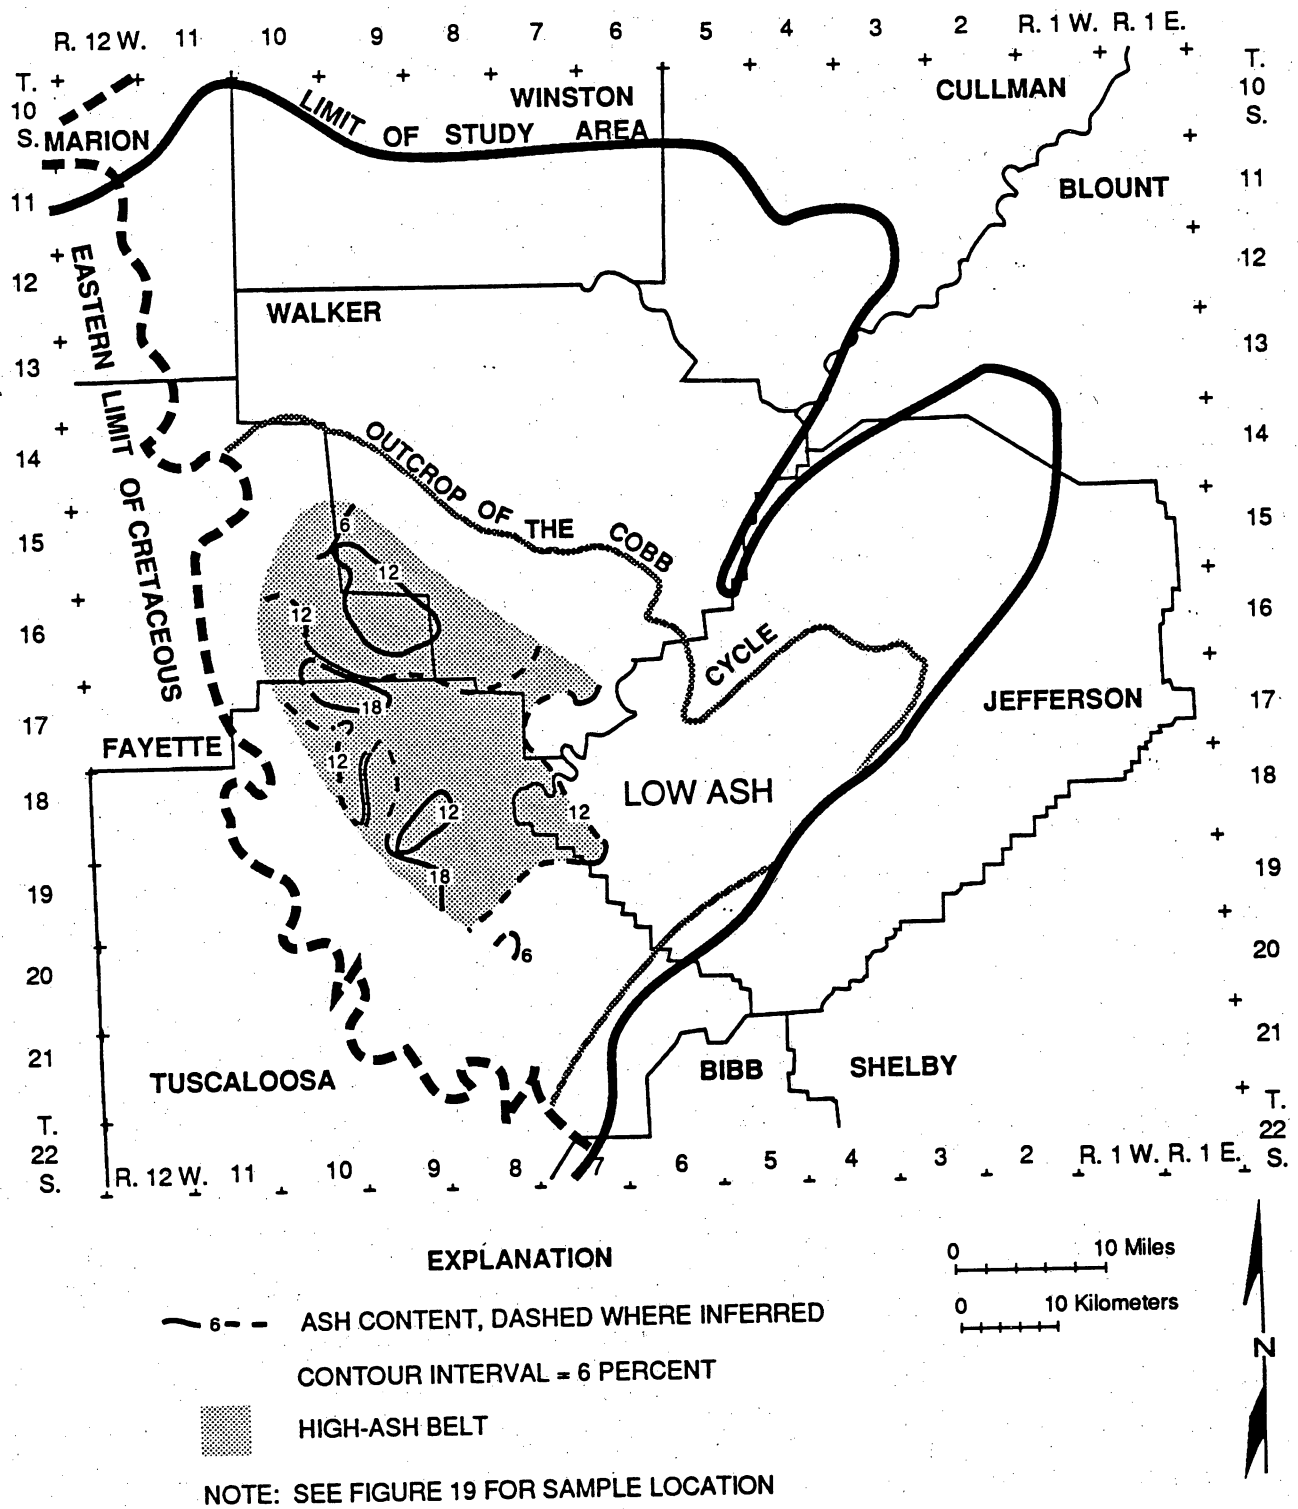 R. 12 W. 11 10 9 8 7 6 5 4 3 2 R. 1 W. R. 1 E.
T. 10 S.
T. 10 S.
WINSTON
CULLMAN
LIMIT OF STUDY AREA
MARION
BLOUNT
11
11
12
12
WALKER
13
13
EASTERN LIMIT OF CRETACEOUS
OUTCROP OF THE COBB CYCLE
14
14
15
15
6
12
12
16
16
17
17
18
JEFFERSON
FAYETTE
12
LOW ASH
18
18
12
12
18
19
19
6
20
20
21
21
TUSCALOOSA
BIBB
SHELBY
T. 22 S.
T. 22 S.
R. 12 W. 11 10 9 8 7 6 5 4 3 2 R. 1 W. R. 1 E.
EXPLANATION
0 10 Miles
0 10 Kilometers
6 ASH CONTENT, DASHED WHERE INFERRED
CONTOUR INTERVAL = 6 PERCENT
N
HIGH-ASH BELT
NOTE: SEE FIGURE 19 FOR SAMPLE LOCATION